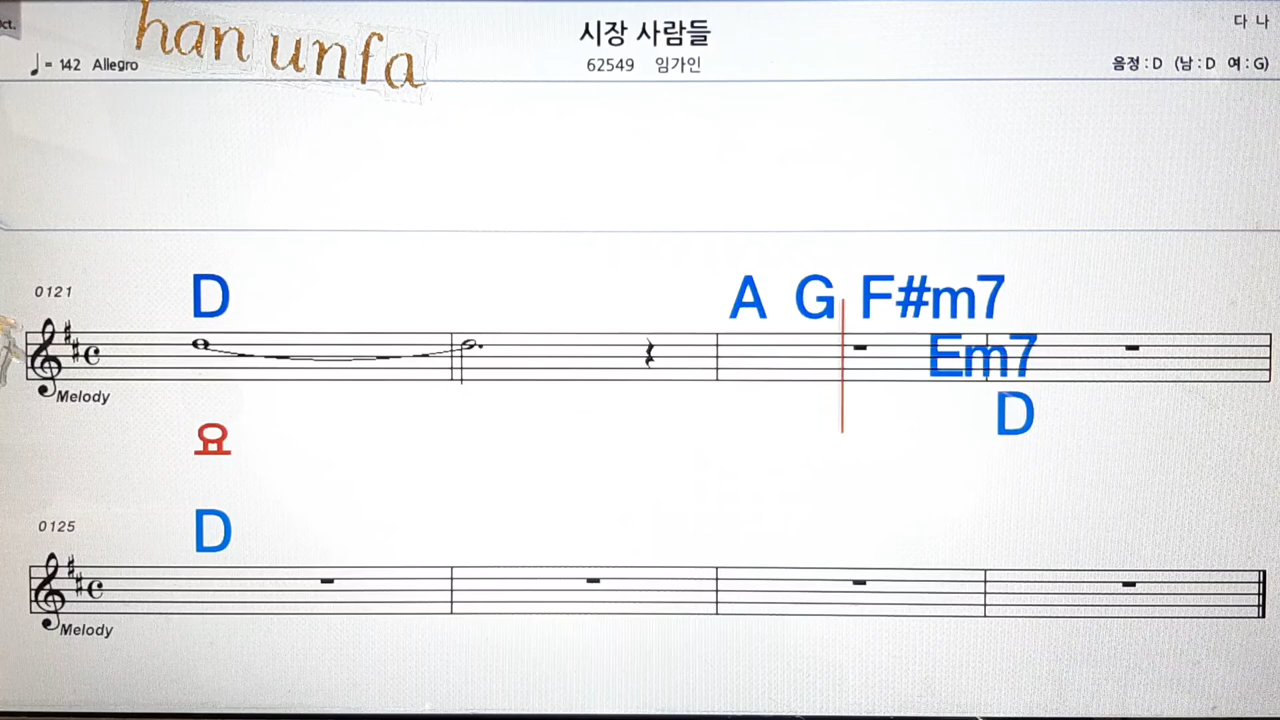 ct.
han unfa
시장 사람들
다 나
♩= 142 Allegro
62549 임가인
음정 : D (남 : D 여 : G)
0121
D
A G F#m7
Em7
D
Melody
요
0125
D
Melody